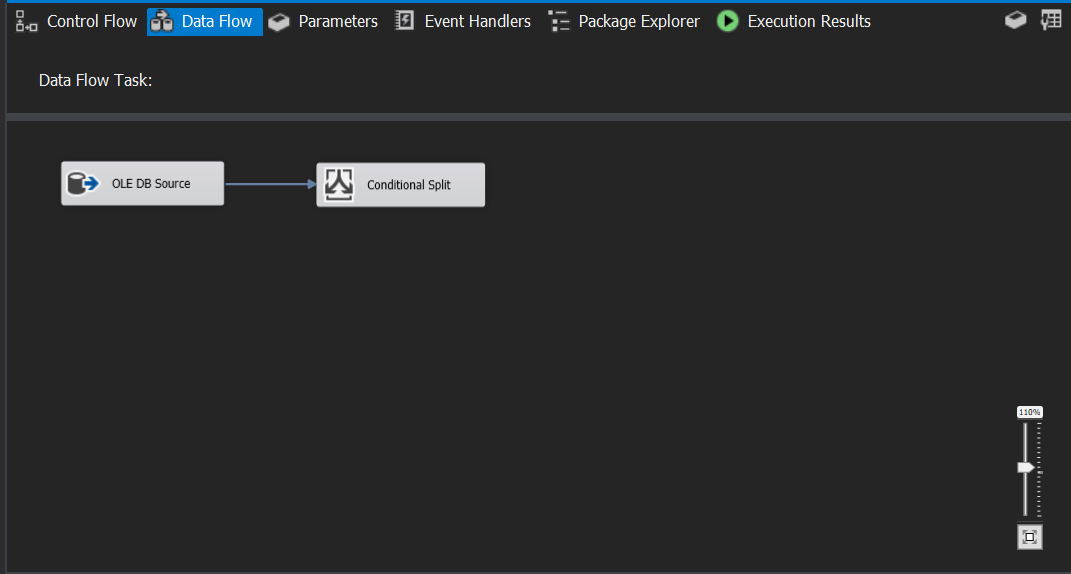 Control Flow Data Flow Parameters Event Handlers Package Explorer Execution Results
Data Flow Task:
OLE DB Source Conditional Split
110%